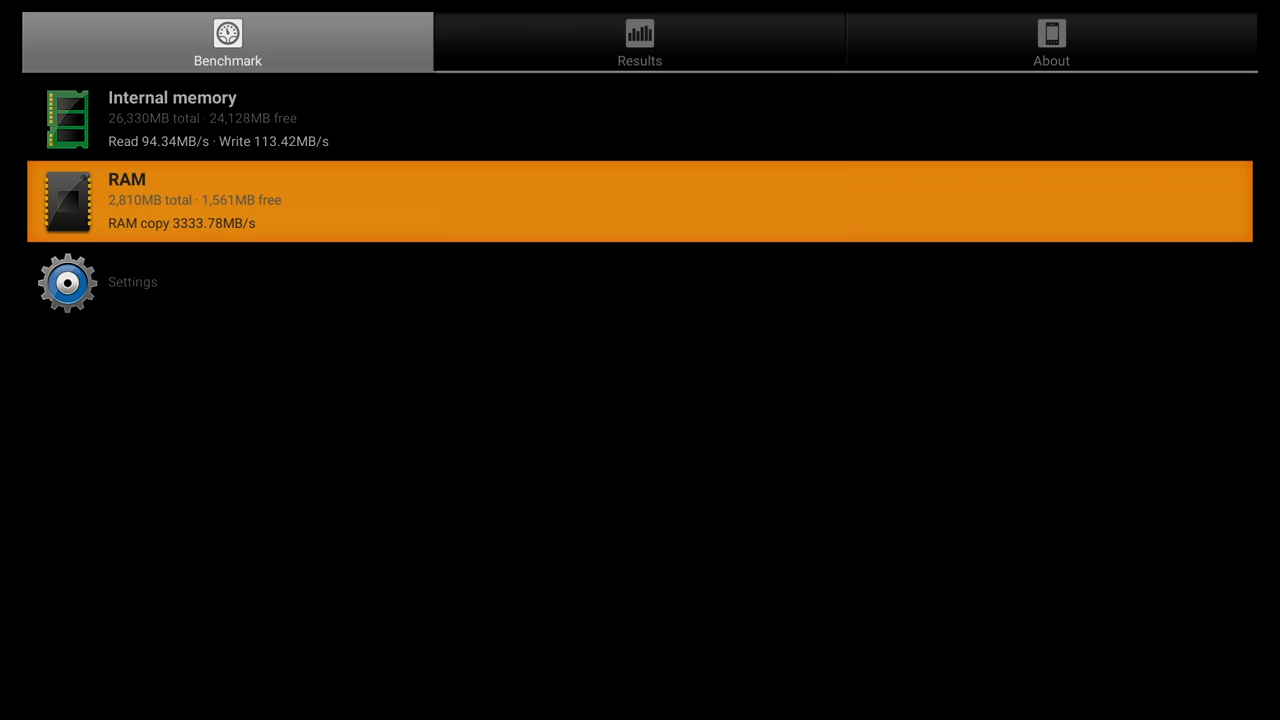 Benchmark
Results
About
Internal memory
26,330MB total · 24,128MB free
Read 94.34MB/s · Write 113.42MB/s
RAM
2,810MB total · 1,561MB free
RAM copy 3333.78MB/s
Settings